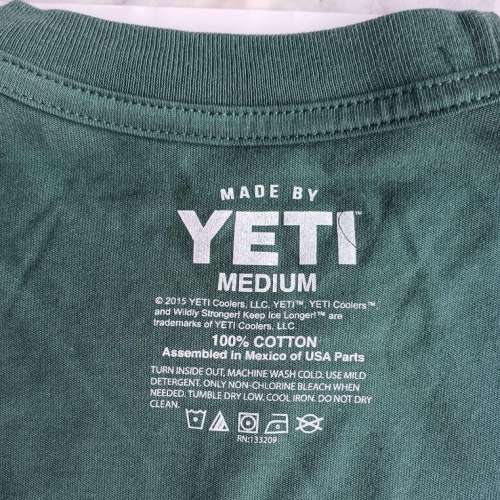 MADE BY
YETI
MEDIUM
© 2015 YETI Coolers, LLC. YETI™, YETI Coolers™
and Wildly Stronger! Keep Ice Longer!™ are
trademarks of YETI Coolers, LLC.
100% COTTON
Assembled in Mexico of USA Parts
TURN INSIDE OUT, MACHINE WASH COLD. USE MILD
DETERGENT. ONLY NON-CHLORINE BLEACH WHEN
NEEDED. TUMBLE DRY LOW. COOL IRON. DO NOT DRY
CLEAN.
RN:133209